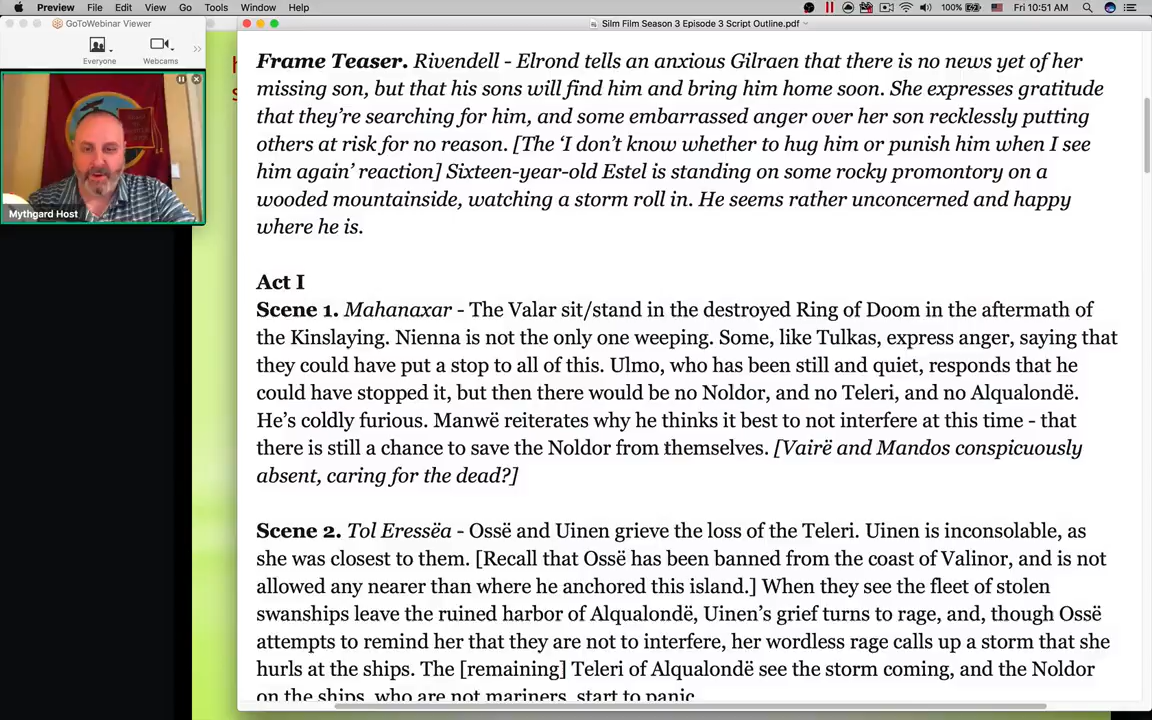 Preview File Edit View Go Tools Window Help 100% Fri 10:51 AM
GoToWebinar Viewer
Silm Film Season 3 Episode 3 Script Outline.pdf
Everyone Webcams
Mythgard Host
Frame Teaser. Rivendell - Elrond tells an anxious Gilraen that there is no news yet of her
missing son, but that his sons will find him and bring him home soon. She expresses gratitude
that they're searching for him, and some embarrassed anger over her son recklessly putting
others at risk for no reason. [The 'I don't know whether to hug him or punish him when I see
him again' reaction] Sixteen-year-old Estel is standing on some rocky promontory on a
wooded mountainside, watching a storm roll in. He seems rather unconcerned and happy
where he is.
Act I
Scene 1. Mahanaxar - The Valar sit/stand in the destroyed Ring of Doom in the aftermath of
the Kinslaying. Nienna is not the only one weeping. Some, like Tulkas, express anger, saying that
they could have put a stop to all of this. Ulmo, who has been still and quiet, responds that he
could have stopped it, but then there would be no Noldor, and no Teleri, and no Alqualondë.
He's coldly furious. Manwë reiterates why he thinks it best to not interfere at this time - that
there is still a chance to save the Noldor from themselves. [Vairë and Mandos conspicuously
absent, caring for the dead?]
Scene 2. Tol Eressëa - Ossë and Uinen grieve the loss of the Teleri. Uinen is inconsolable, as
she was closest to them. [Recall that Ossë has been banned from the coast of Valinor, and is not
allowed any nearer than where he anchored this island.] When they see the fleet of stolen
swanships leave the ruined harbor of Alqualondë, Uinen's grief turns to rage, and, though Ossë
attempts to remind her that they are not to interfere, her wordless rage calls up a storm that she
hurls at the ships. The [remaining] Teleri of Alqualondë see the storm coming, and the Noldor
on the ships, who are not mariners, start to panic.